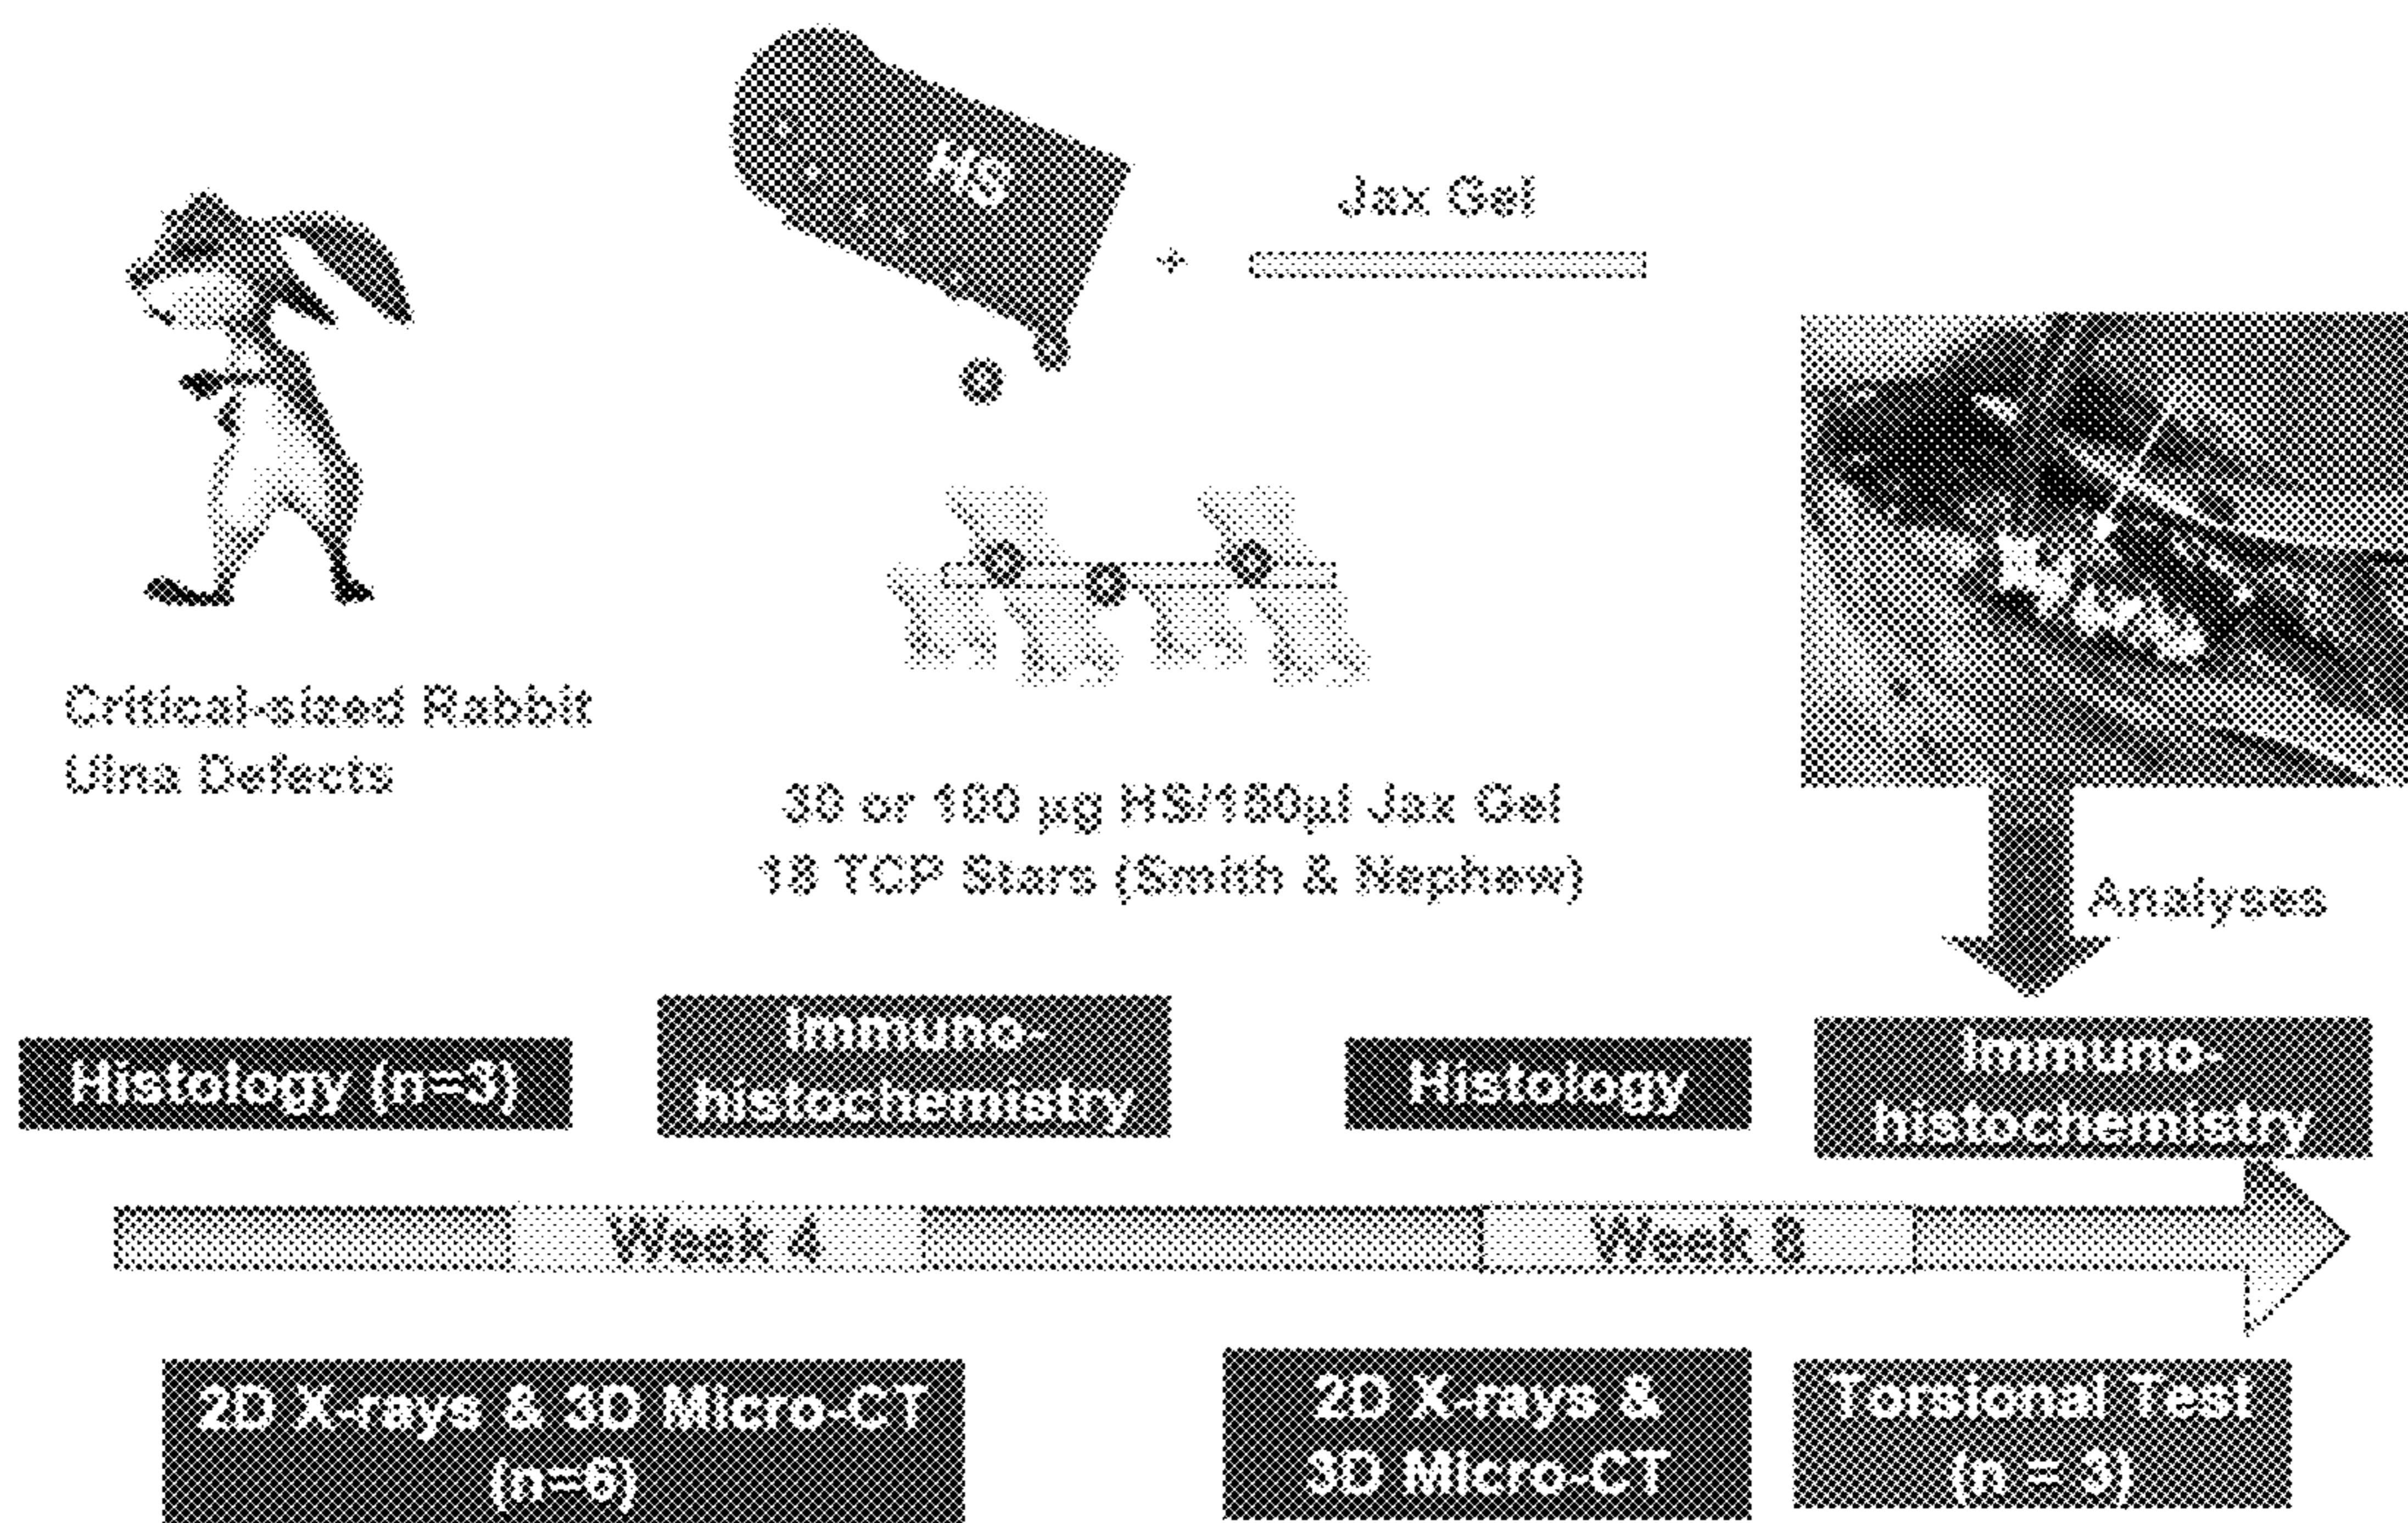 HS
+
Jax Gel
Critical-sized Rabbit
Ulna Defects
30 or 100 µg HS/180µl Jax Gel
18 TCP Stars (Smith & Nephew)
Analyses
Histology (n=3)
Immuno-
histochemistry
Histology
Immuno-
histochemistry
Week 4
Week 8
2D X-rays & 3D Micro-CT
(n=6)
2D X-rays &
3D Micro-CT
Torsional Test
(n = 3)